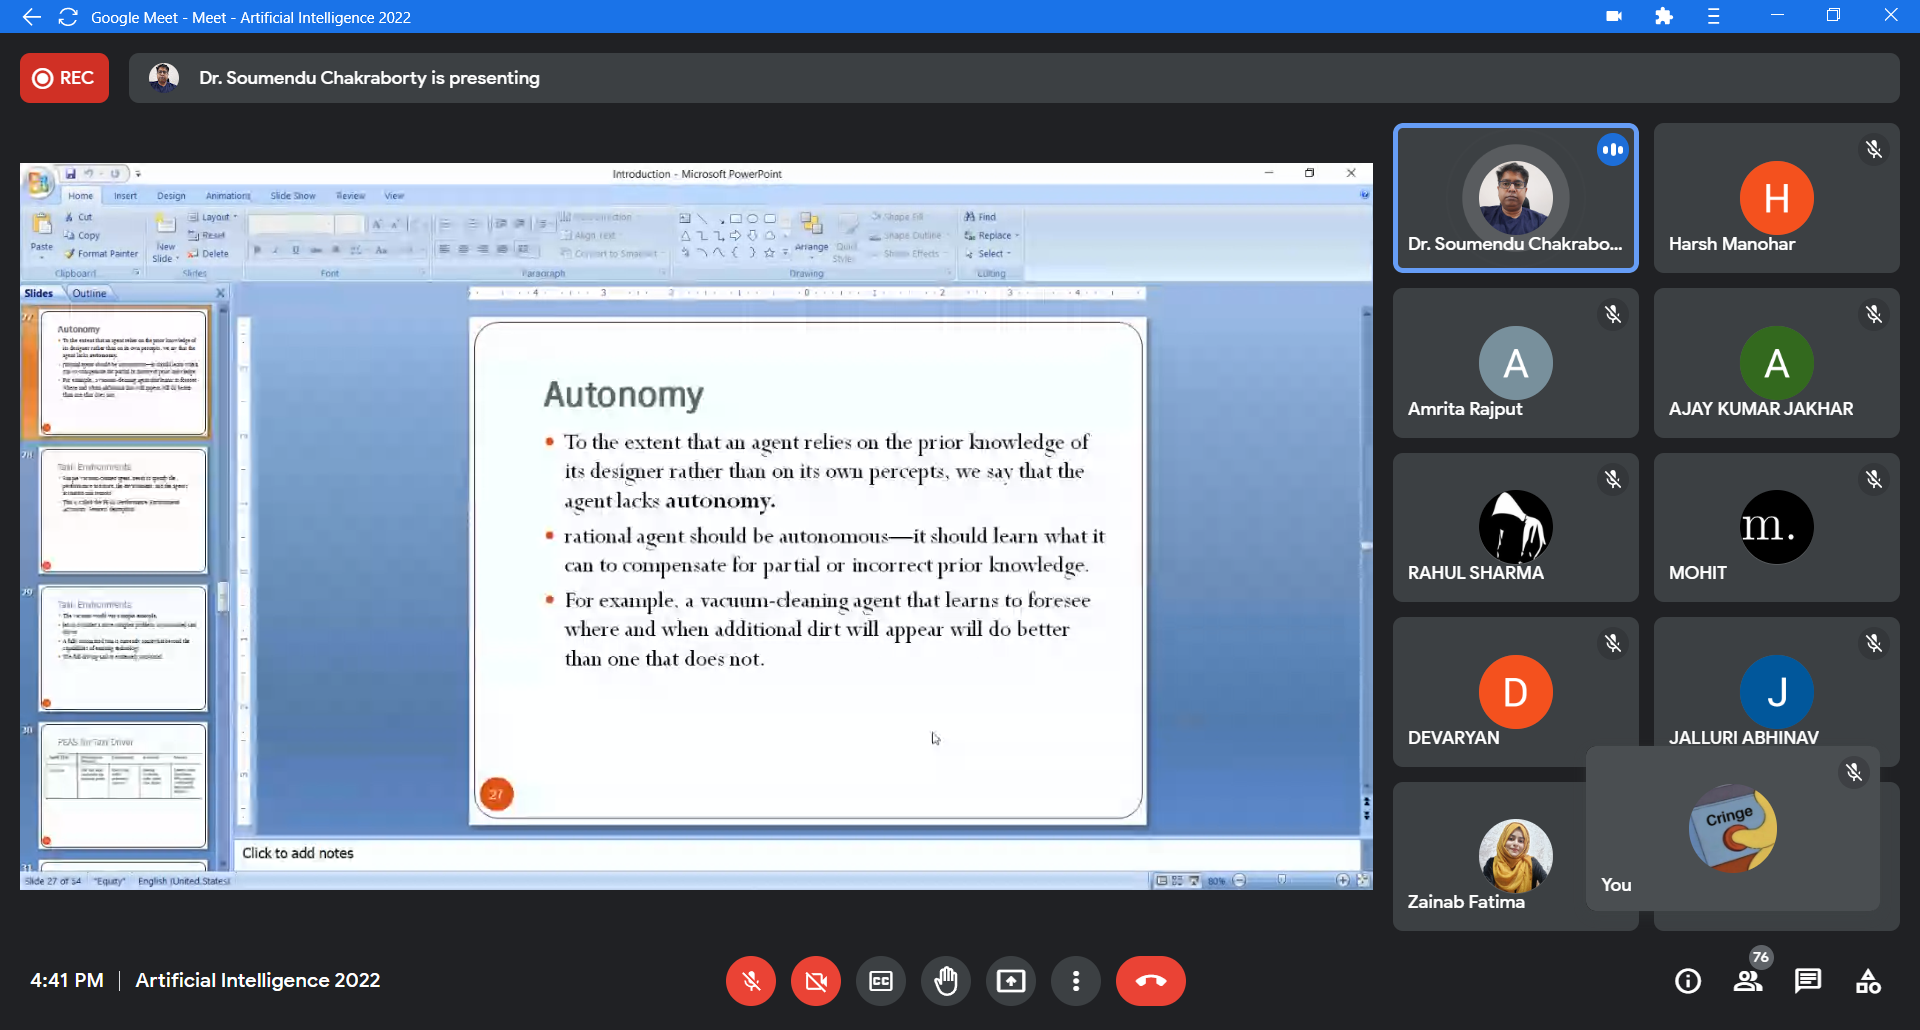 Google Meet - Meet - Artificial Intelligence 2022
REC
Dr. Soumendu Chakraborty is presenting
Introduction - Microsoft PowerPoint
Home Insert Design Animations Slide Show Review View
Paste
Cut
Copy
Format Painter
Clipboard
New
Slide
Layout
Reset
Delete
Slides
Font
Align Text
Convert to SmartArt
Paragraph
Arrange
Quick
Styles
Shape Fill
Shape Outline
Shape Effects
Drawing
Find
Replace
Select
Editing
Slides Outline
27
Autonomy
28
Task Environments
29
Task Environments
30
PEAS for Taxi Driver
31
Autonomy
To the extent that an agent relies on the prior knowledge of
its designer rather than on its own percepts, we say that the
agent lacks autonomy.
rational agent should be autonomous—it should learn what it
can to compensate for partial or incorrect prior knowledge.
For example, a vacuum-cleaning agent that learns to foresee
where and when additional dirt will appear will do better
than one that does not.
27
Click to add notes
Slide 27 of 54 "Equity" English (United States)
80%
Dr. Soumendu Chakrabo...
H
Harsh Manohar
A
Amrita Rajput
A
AJAY KUMAR JAKHAR
RAHUL SHARMA
m.
MOHIT
D
DEVARYAN
J
JALLURI ABHINAV
Zainab Fatima
Cringe
You
4:41 PM | Artificial Intelligence 2022
CC
76